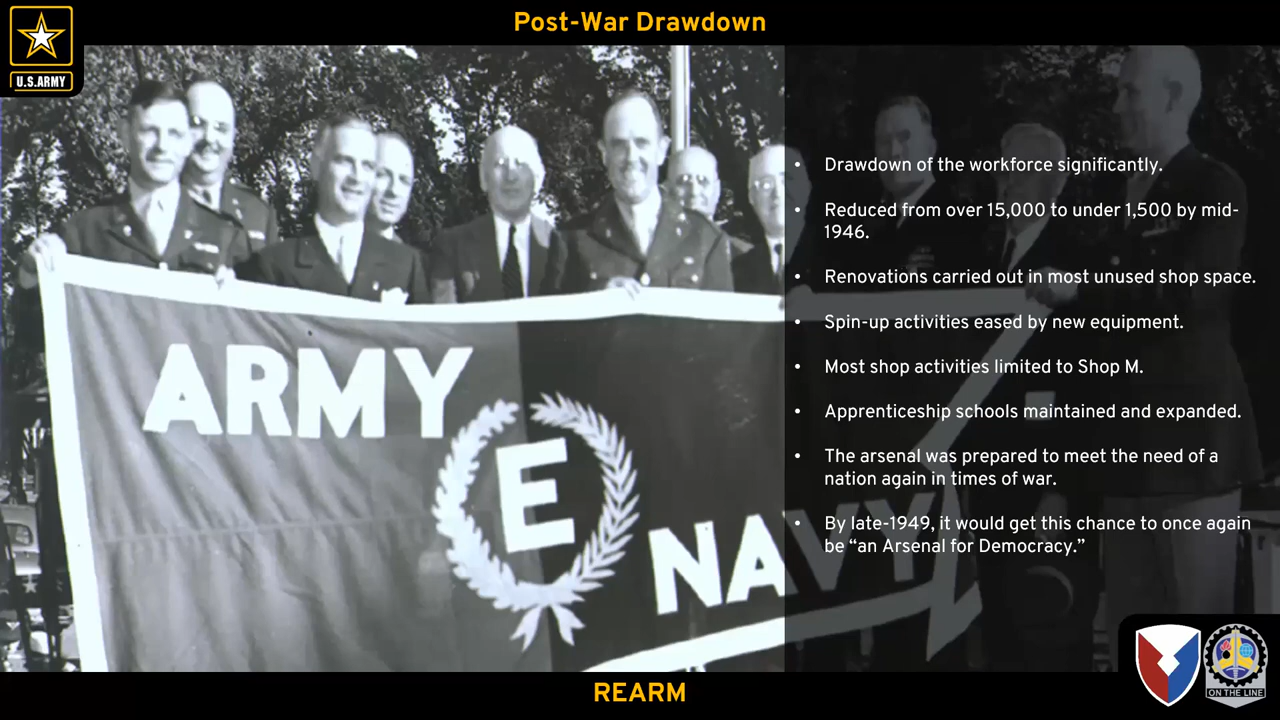 Post-War Drawdown
U.S.ARMY
• Drawdown of the workforce significantly.
• Reduced from over 15,000 to under 1,500 by mid-
1946.
• Renovations carried out in most unused shop space.
• Spin-up activities eased by new equipment.
• Most shop activities limited to Shop M.
• Apprenticeship schools maintained and expanded.
• The arsenal was prepared to meet the need of a
nation again in times of war.
• By late-1949, it would get this chance to once again
be “an Arsenal for Democracy.”
ARMY
E
NAVY
REARM
ON THE LINE